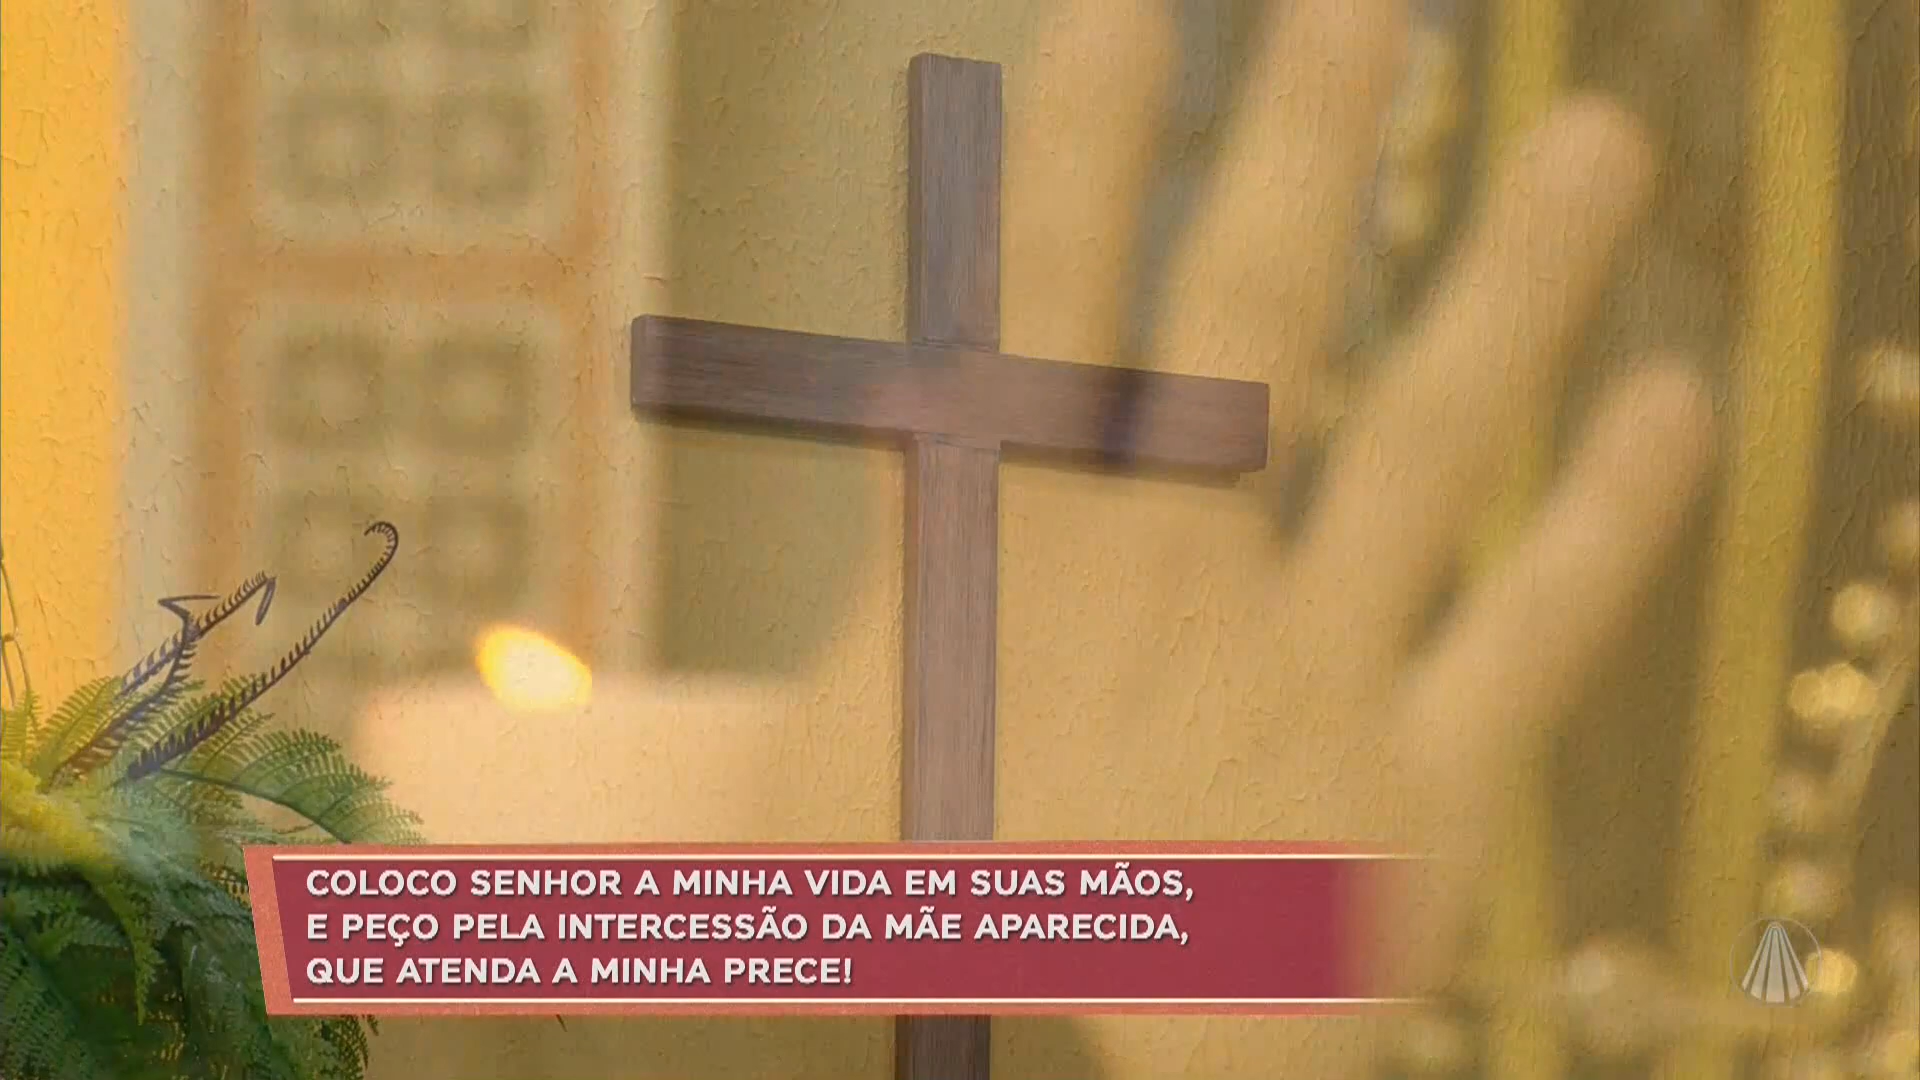 COLOCO SENHOR A MINHA VIDA EM SUAS MÃOS,
E PEÇO PELA INTERCESSÃO DA MÃE APARECIDA,
QUE ATENDA A MINHA PRECE!